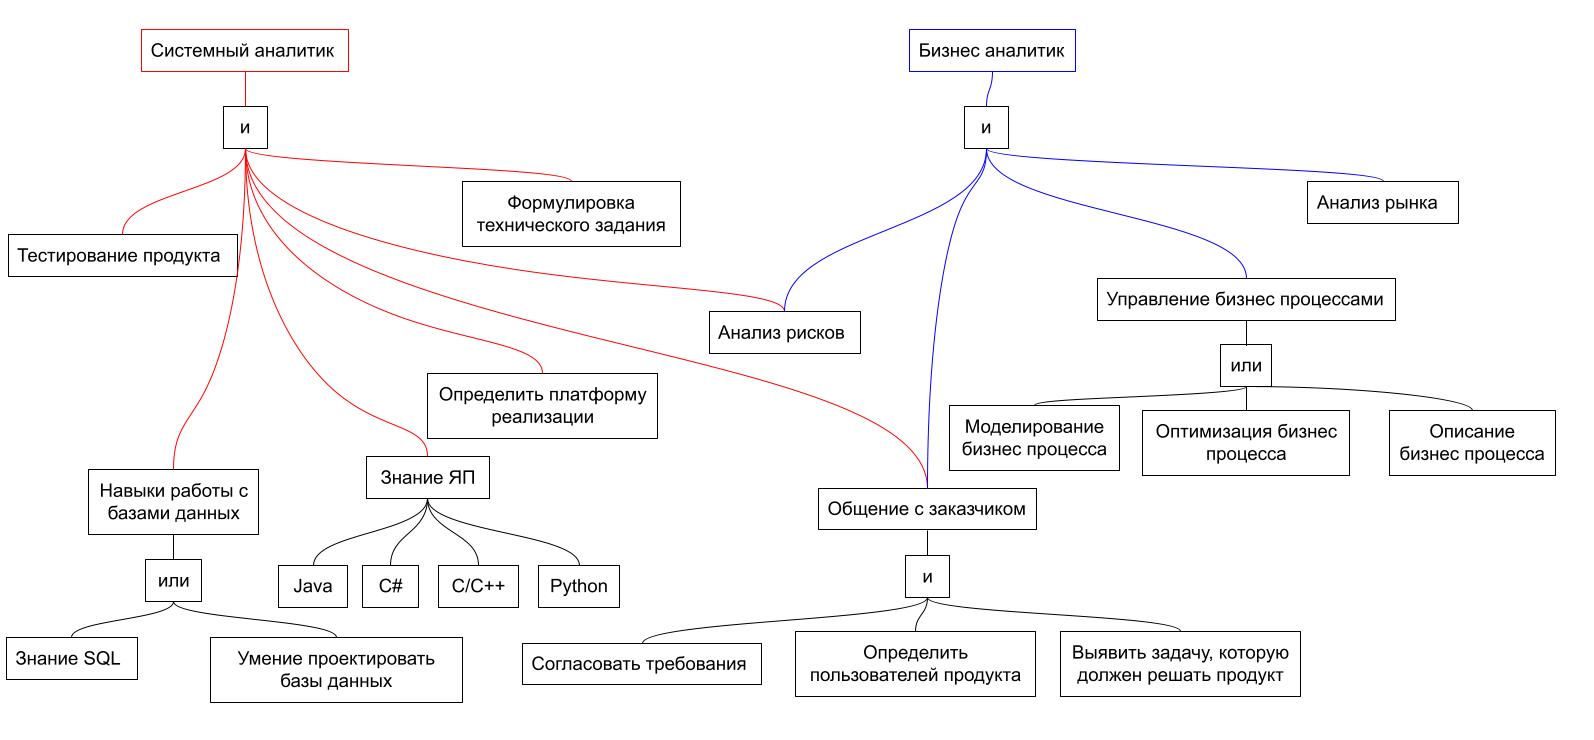 Системный аналитик
Бизнес аналитик
и
и
Формулировка
технического задания
Анализ рынка
Тестирование продукта
Управление бизнес процессами
Анализ рисков
или
Определить платформу
реализации
Моделирование
бизнес процесса
Оптимизация бизнес
процесса
Описание
бизнес процесса
Знание ЯП
Навыки работы с
базами данных
Общение с заказчиком
или
Java
C#
C/C++
Python
и
Знание SQL
Умение проектировать
базы данных
Согласовать требования
Определить
пользователей продукта
Выявить задачу, которую
должен решать продукт